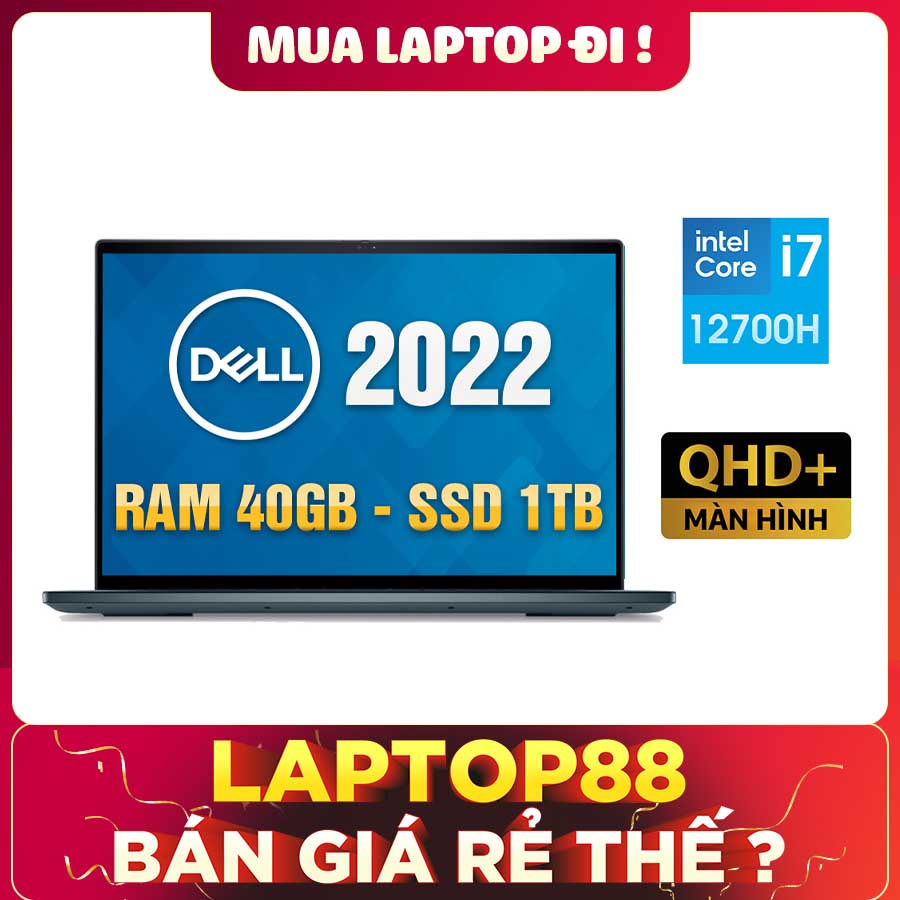 MUA LAPTOP ĐI !
DELL 2022
RAM 40GB - SSD 1TB
intel
Core i7
12700H
QHD+
MÀN HÌNH
LAPTOP88
BÁN GIÁ RẺ THẾ ?